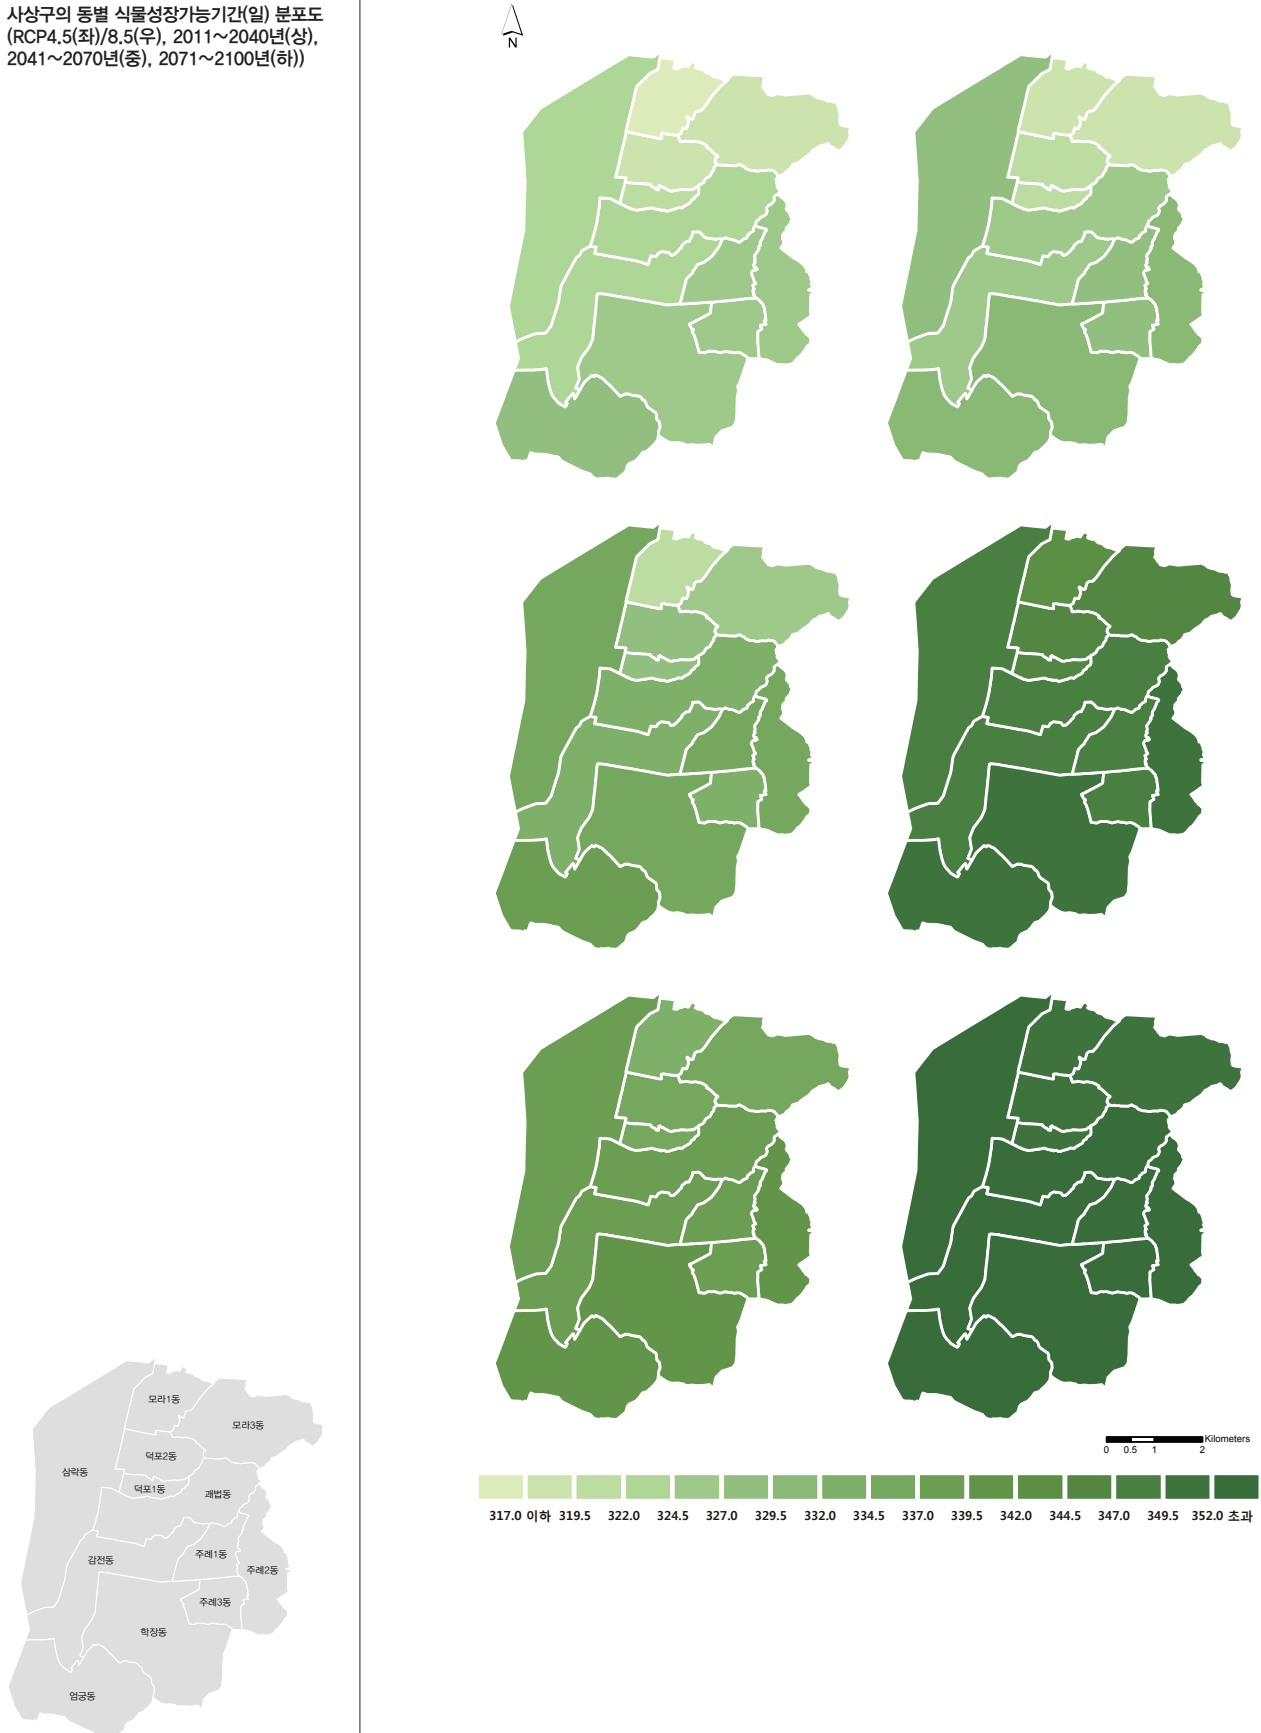 사상구의 동별 식물성장가능기간(일) 분포도
(RCP4.5(좌)/8.5(우), 2011~2040년(상),
2041~2070년(중), 2071~2100년(하))
N
Kilometers
0 0.5 1 2
317.0 이하 319.5 322.0 324.5 327.0 329.5 332.0 334.5 337.0 339.5 342.0 344.5 347.0 349.5 352.0 초과
모라1동
모라3동
덕포2동
삼락동
덕포1동
괘법동
감전동
주례1동
주례2동
주례3동
학장동
엄궁동